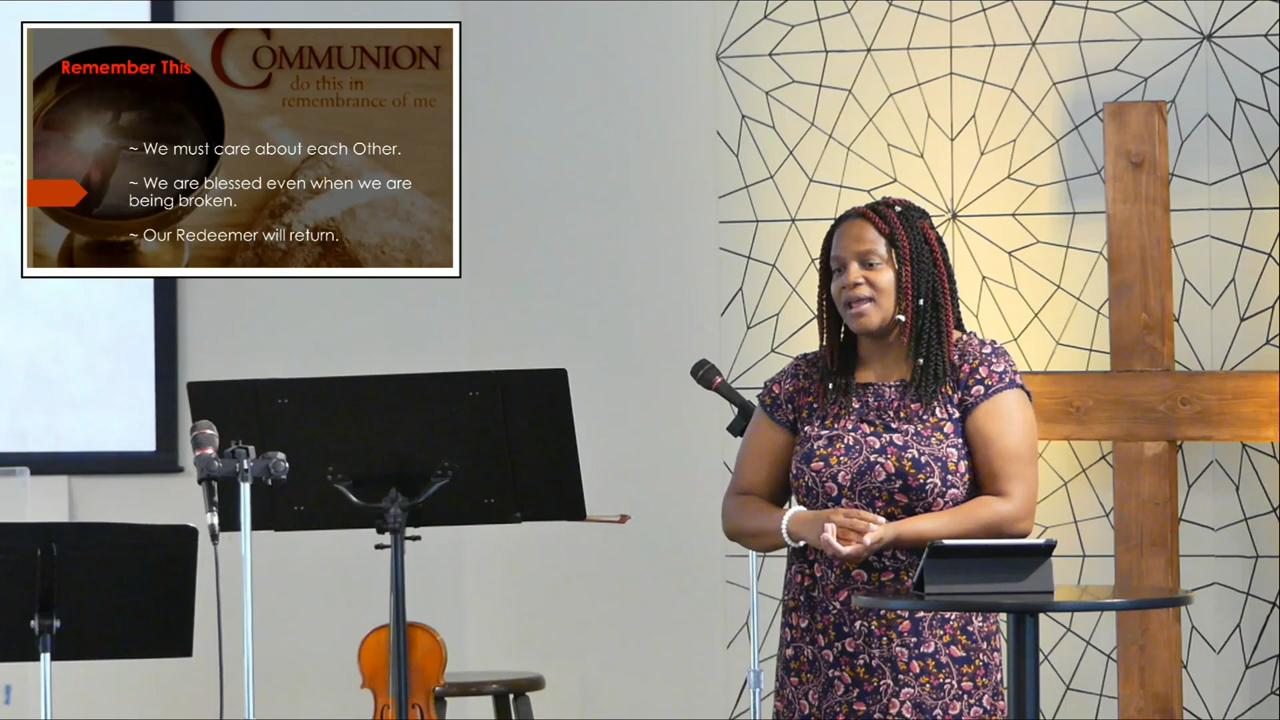 Remember This
COMMUNION
do this in
remembrance of me
~ We must care about each Other.
~ We are blessed even when we are
being broken.
~ Our Redeemer will return.